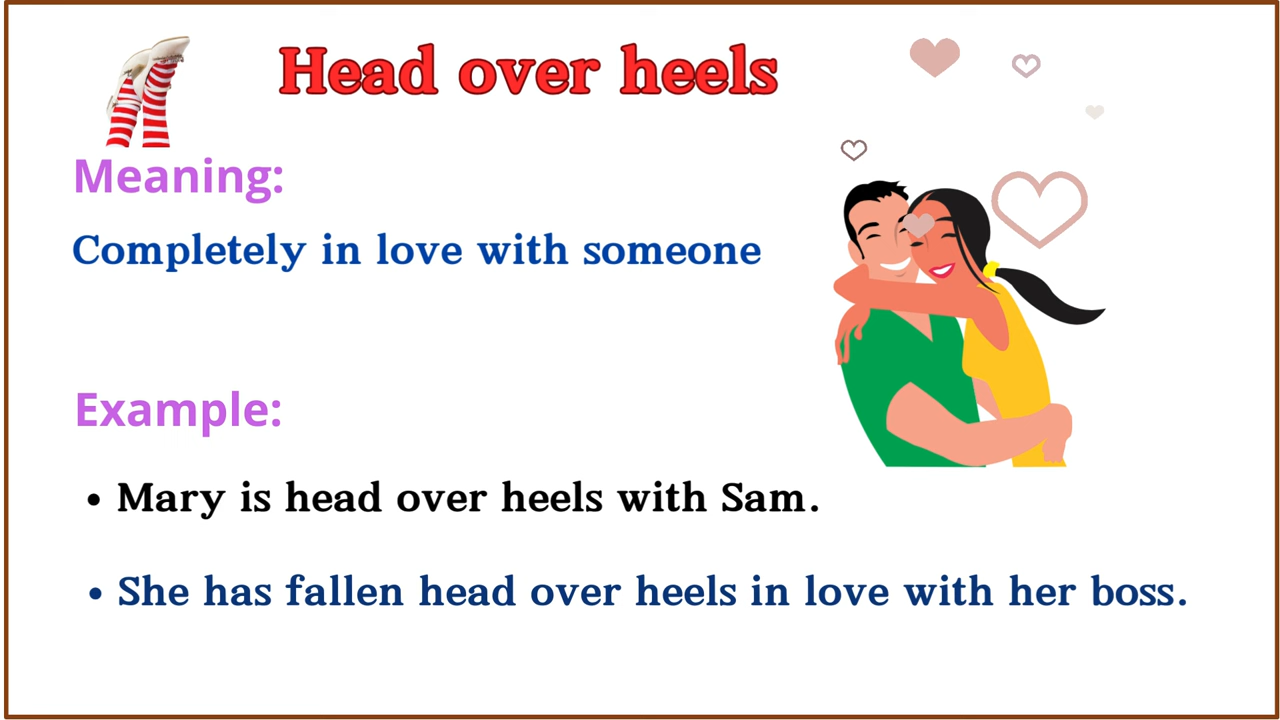 Head over heels
Meaning:
Completely in love with someone
Example:
• Mary is head over heels with Sam.
• She has fallen head over heels in love with her boss.